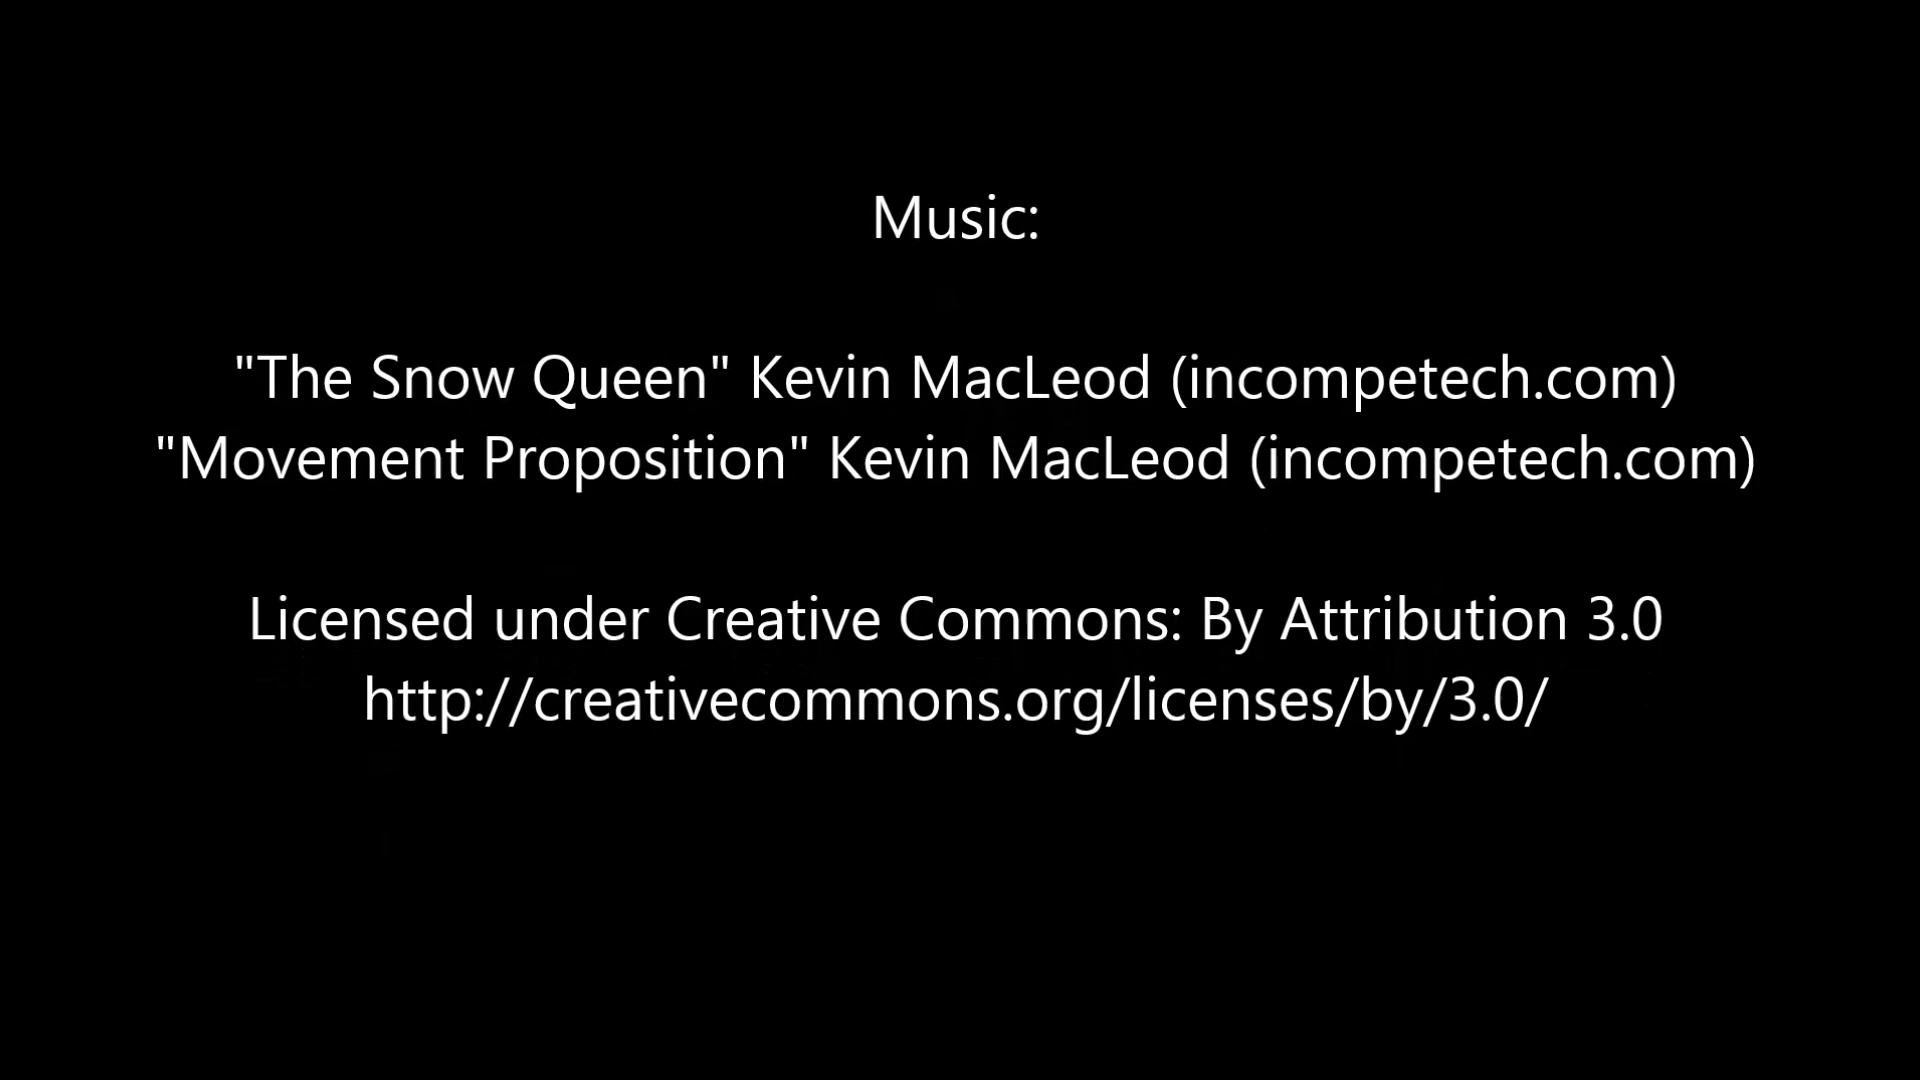 Music:
"The Snow Queen" Kevin MacLeod (incompetech.com)
"Movement Proposition" Kevin MacLeod (incompetech.com)
Licensed under Creative Commons: By Attribution 3.0
http://creativecommons.org/licenses/by/3.0/